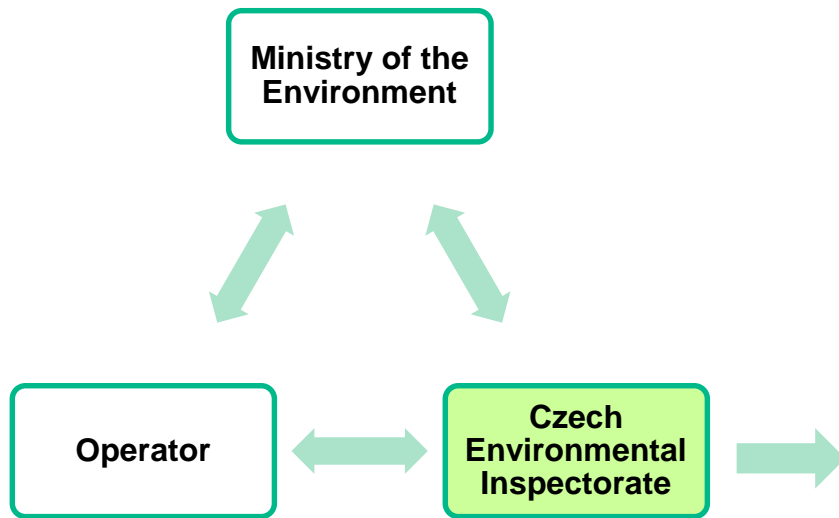 Ministry of the
Environment
Operator
Czech
Environmental
Inspectorate